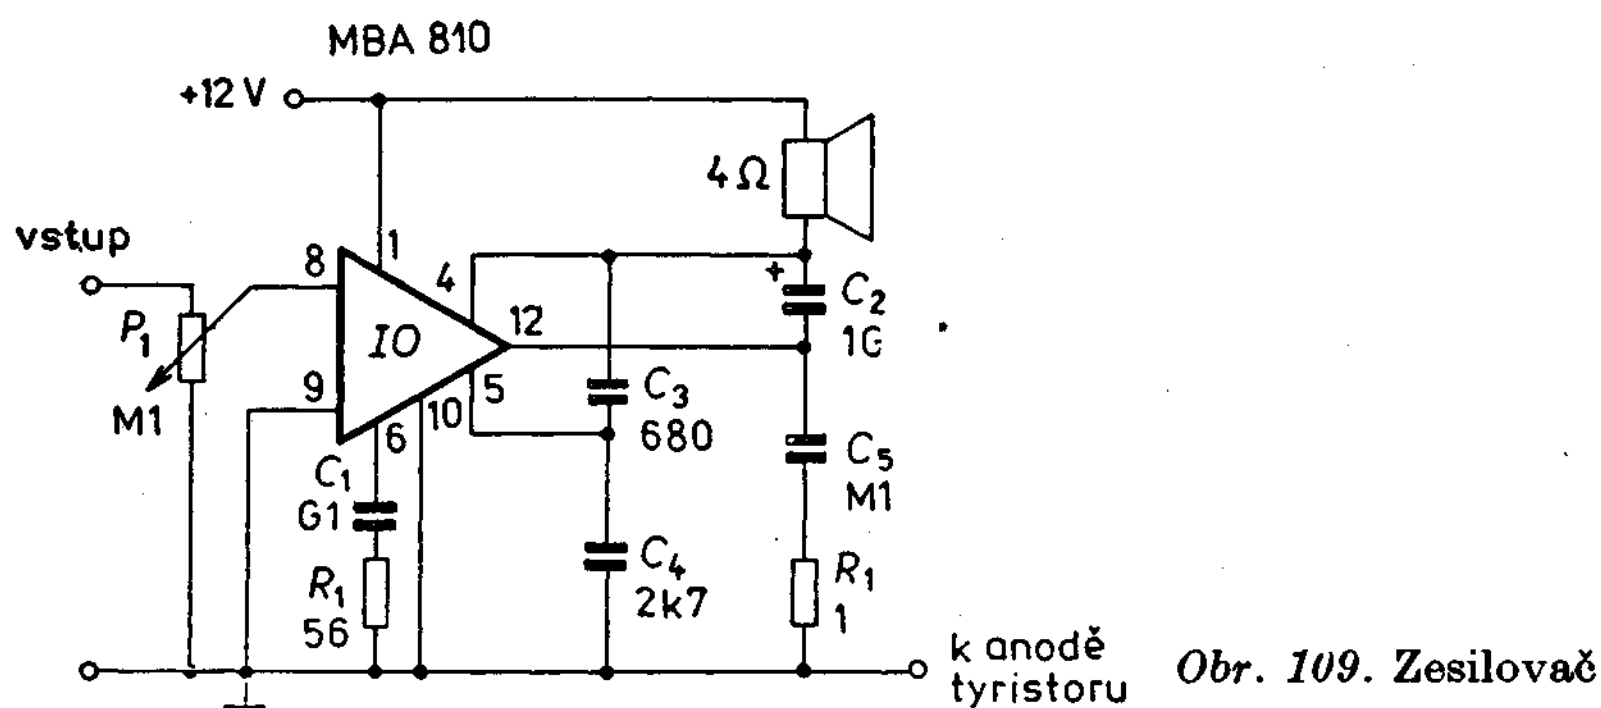 MBA 810
+12 V
4Ω
vstup
8
1
4
+
C2
1G
P1
IO
12
M1
9
5
10
C3
680
6
C5
M1
C1
G1
C4
2k7
R1
1
R1
56
k anodě
tyristoru
Obr. 109. Zesilovač